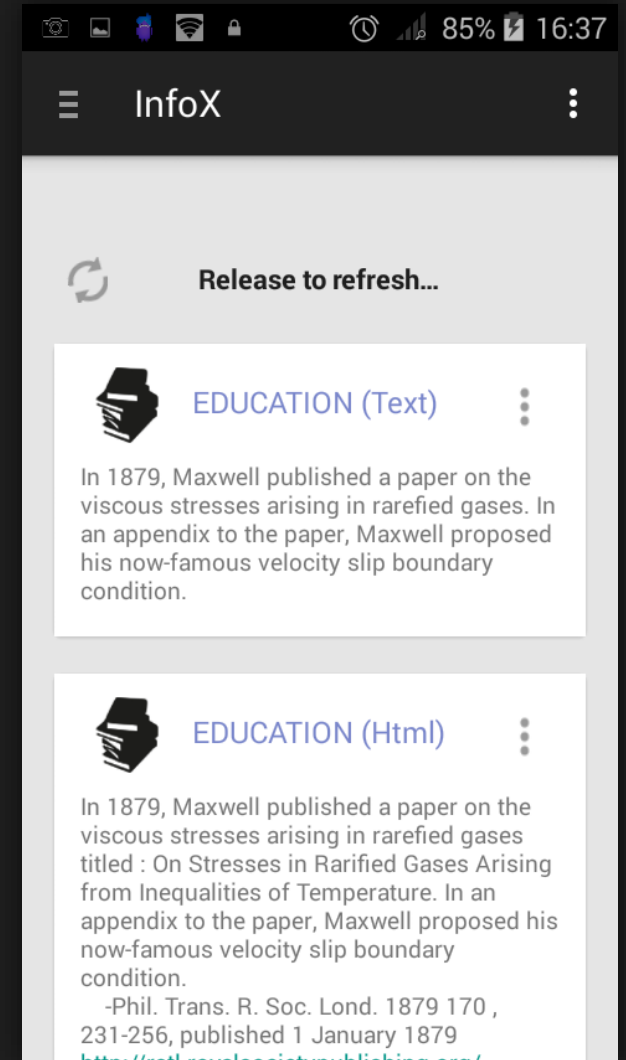 85% 16:37
InfoX
Release to refresh...
EDUCATION (Text)
In 1879, Maxwell published a paper on the
viscous stresses arising in rarefied gases. In
an appendix to the paper, Maxwell proposed
his now-famous velocity slip boundary
condition.
EDUCATION (Html)
In 1879, Maxwell published a paper on the
viscous stresses arising in rarefied gases
titled : On Stresses in Rarified Gases Arising
from Inequalities of Temperature. In an
appendix to the paper, Maxwell proposed his
now-famous velocity slip boundary
condition.
-Phil. Trans. R. Soc. Lond. 1879 170 ,
231-256, published 1 January 1879